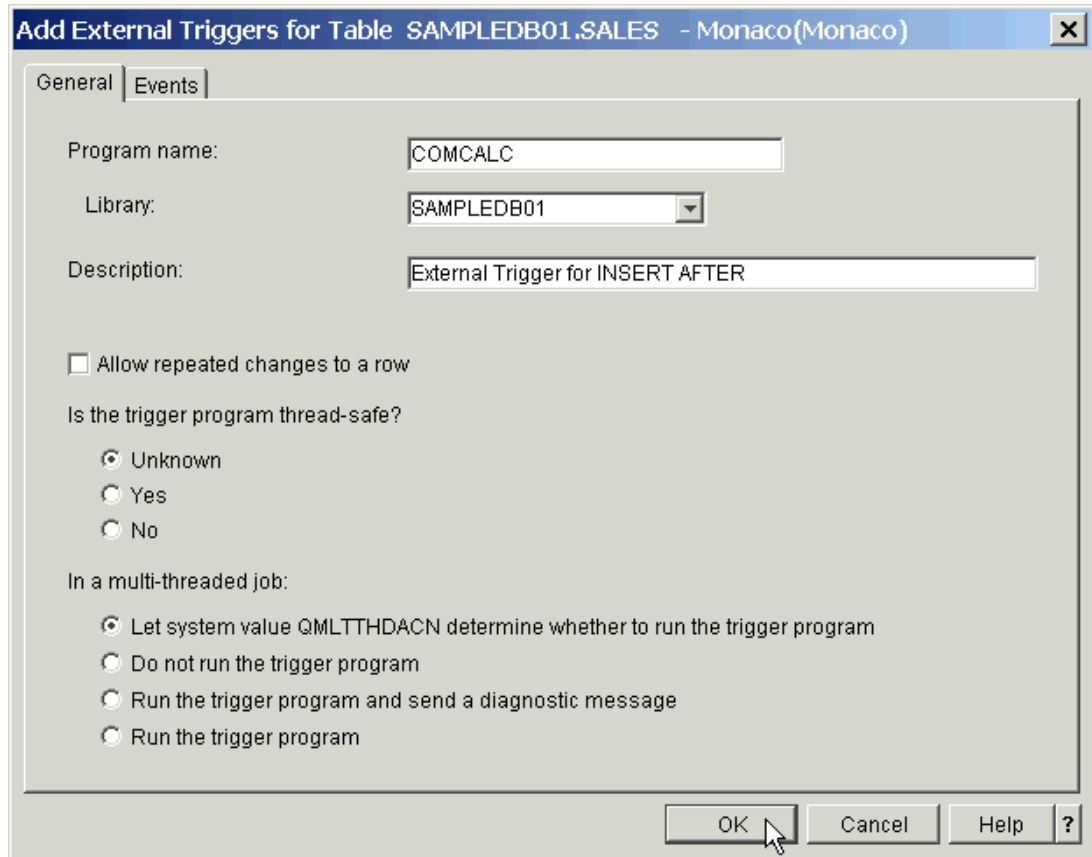 Add External Triggers for Table SAMPLEDB01.SALES - Monaco(Monaco)
General Events
Program name: COMCALC
Library: SAMPLEDB01
Description: External Trigger for INSERT AFTER
Allow repeated changes to a row
Is the trigger program thread-safe?
Unknown
Yes
No
In a multi-threaded job:
Let system value QMLTTHDACN determine whether to run the trigger program
Do not run the trigger program
Run the trigger program and send a diagnostic message
Run the trigger program
OK Cancel Help ?